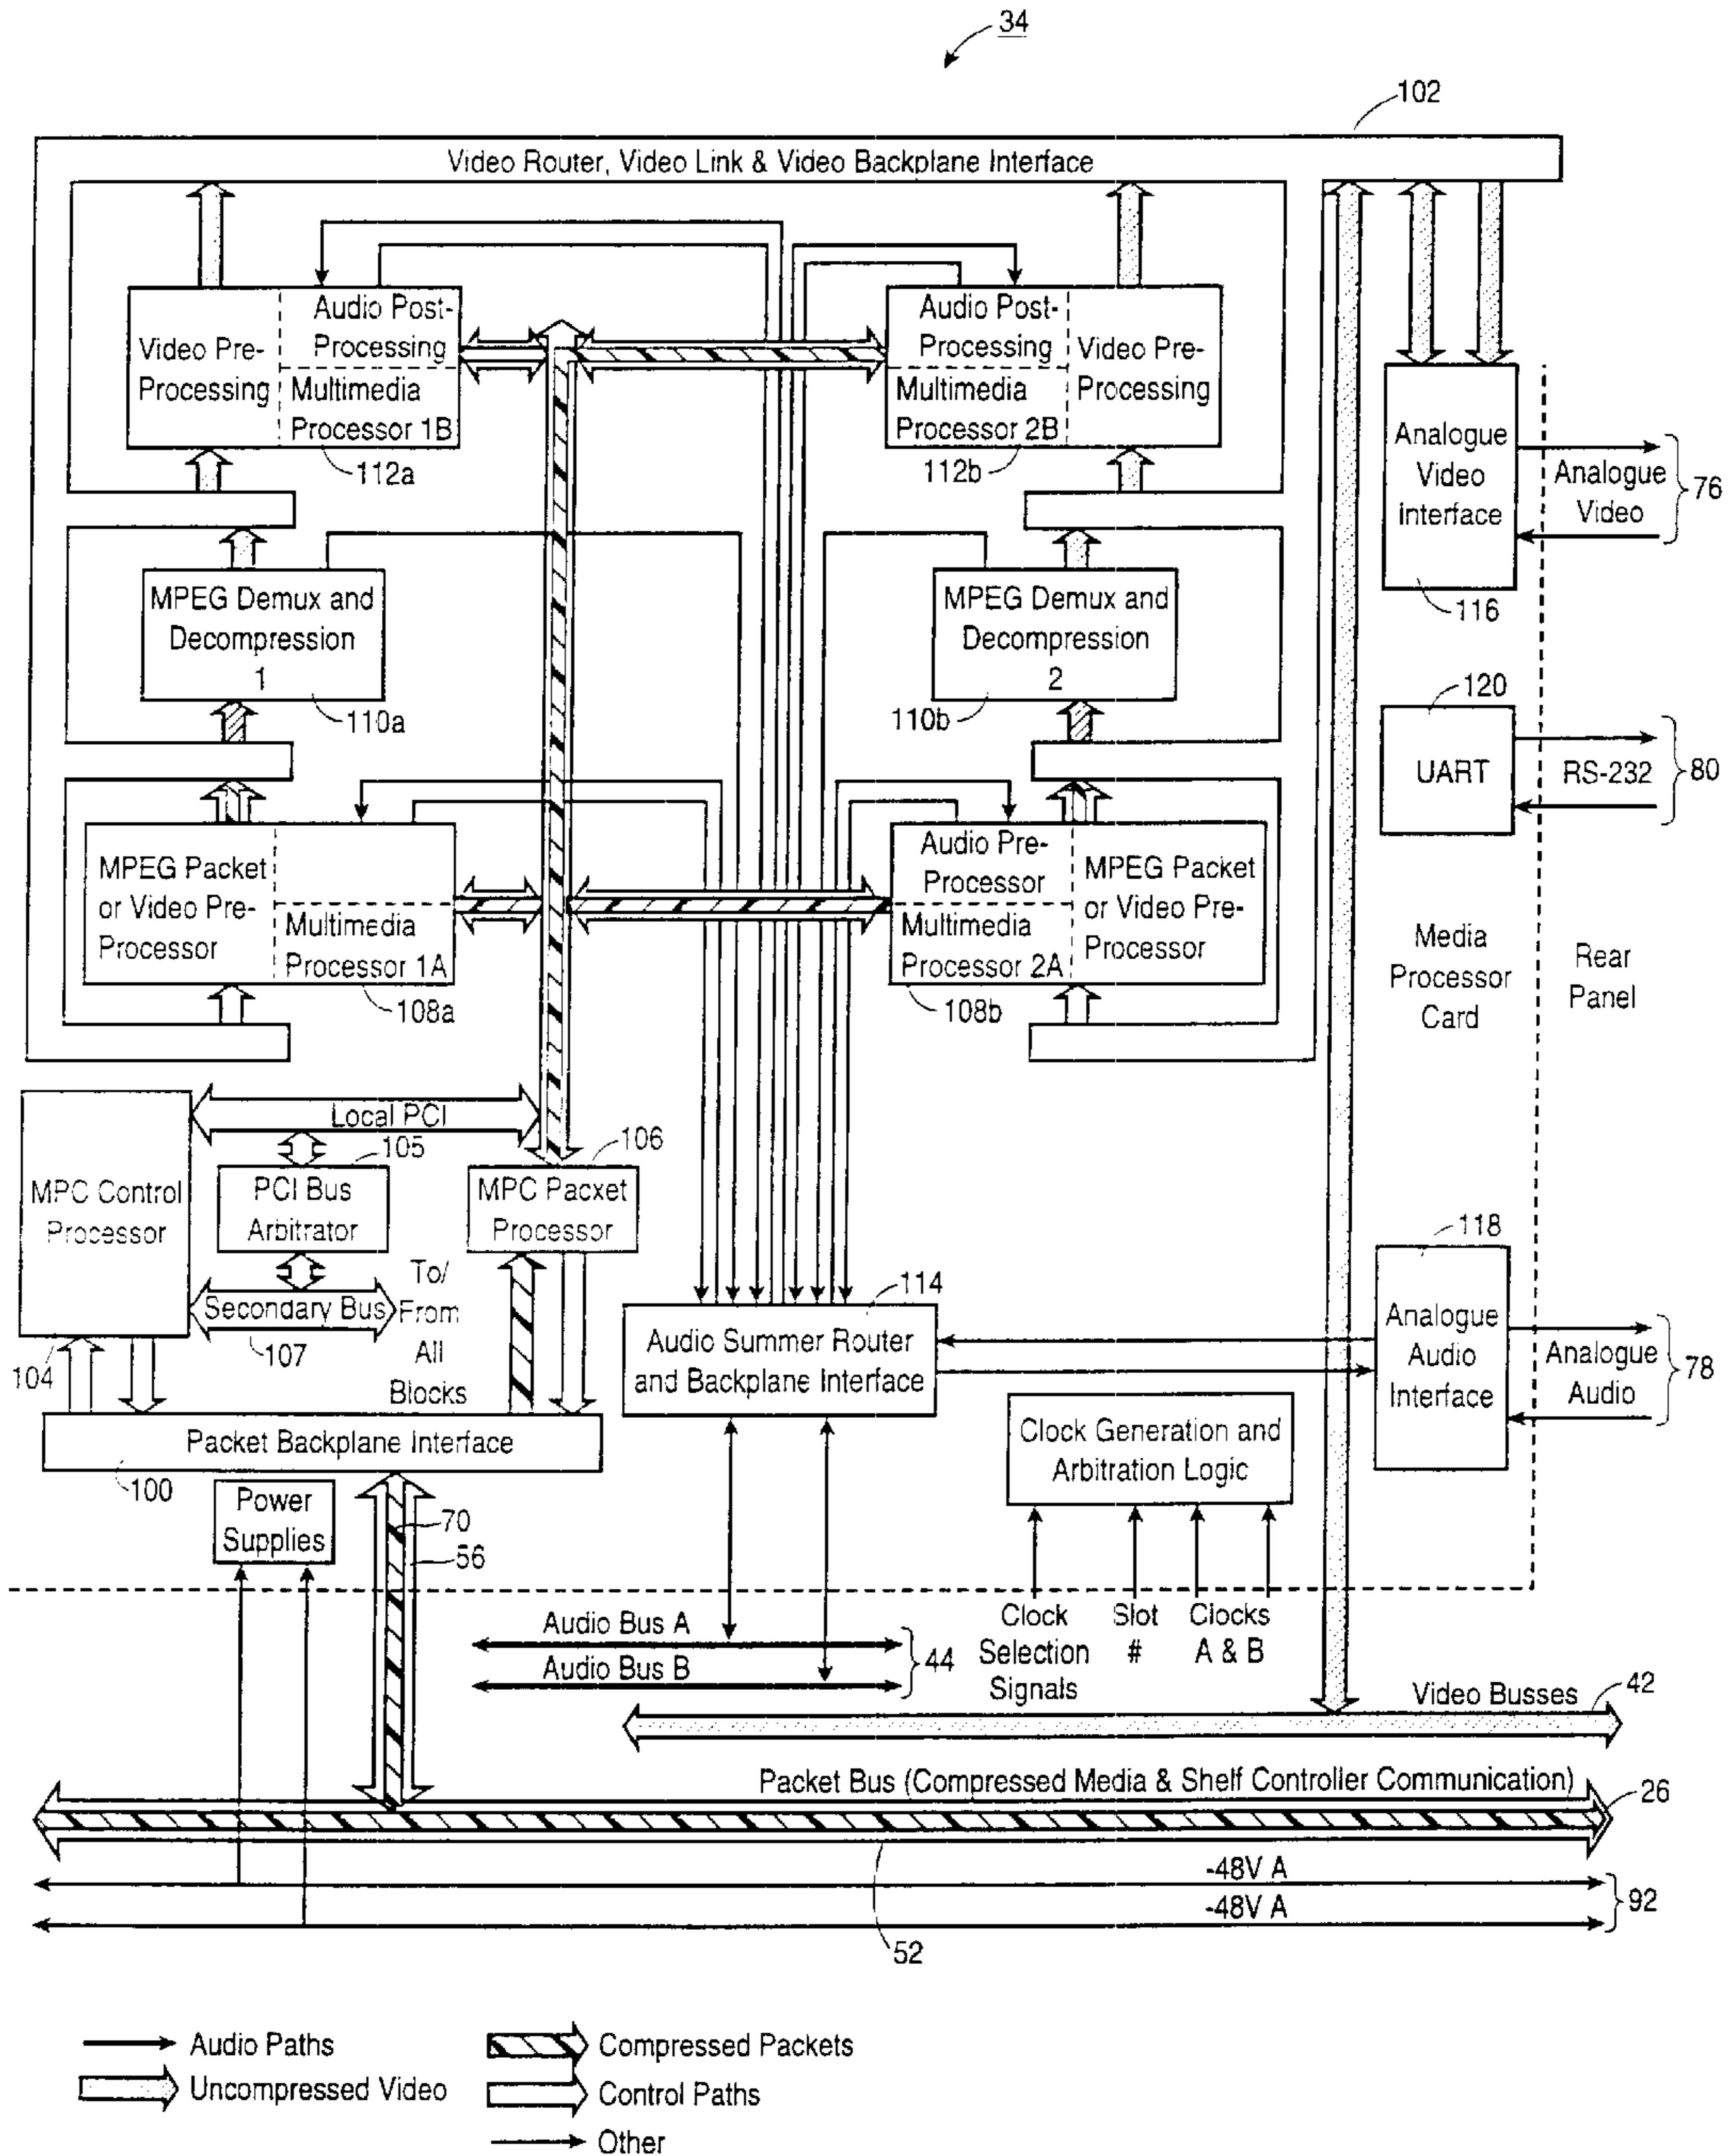 34
102
Video Router, Video Link & Video Backplane Interface
Video Pre-
Processing
Audio Post-
Processing
Multimedia
Processor 1B
112a
Audio Post-
Processing
Multimedia
Processor 2B
Video Pre-
Processing
112b
Analogue
Video
Interface
116
Analogue
Video
76
MPEG Demux and
Decompression
1
110a
MPEG Demux and
Decompression
2
110b
120
UART
RS-232
80
MPEG Packet
or Video Pre-
Processor
Multimedia
Processor 1A
108a
Audio Pre-
Processor
Multimedia
Processor 2A
MPEG Packet
or Video Pre-
Processor
108b
Media
Processor
Card
Rear
Panel
MPC Control
Processor
104
Local PCI
105
PCI Bus
Arbitrator
Secondary Bus
107
To/
From
All
Blocks
106
MPC Pacxet
Processor
114
Audio Summer Router
and Backplane Interface
118
Analogue
Audio
Interface
Analogue
Audio
78
Packet Backplane Interface
100
Clock Generation and
Arbitration Logic
Power
Supplies
70
56
Clock
Selection
Signals
Slot
#
Clocks
A & B
Audio Bus A
Audio Bus B
44
Video Busses
42
Packet Bus (Compressed Media & Shelf Controller Communication)
26
-48V A
-48V A
92
52
Audio Paths
Uncompressed Video
Compressed Packets
Control Paths
Other